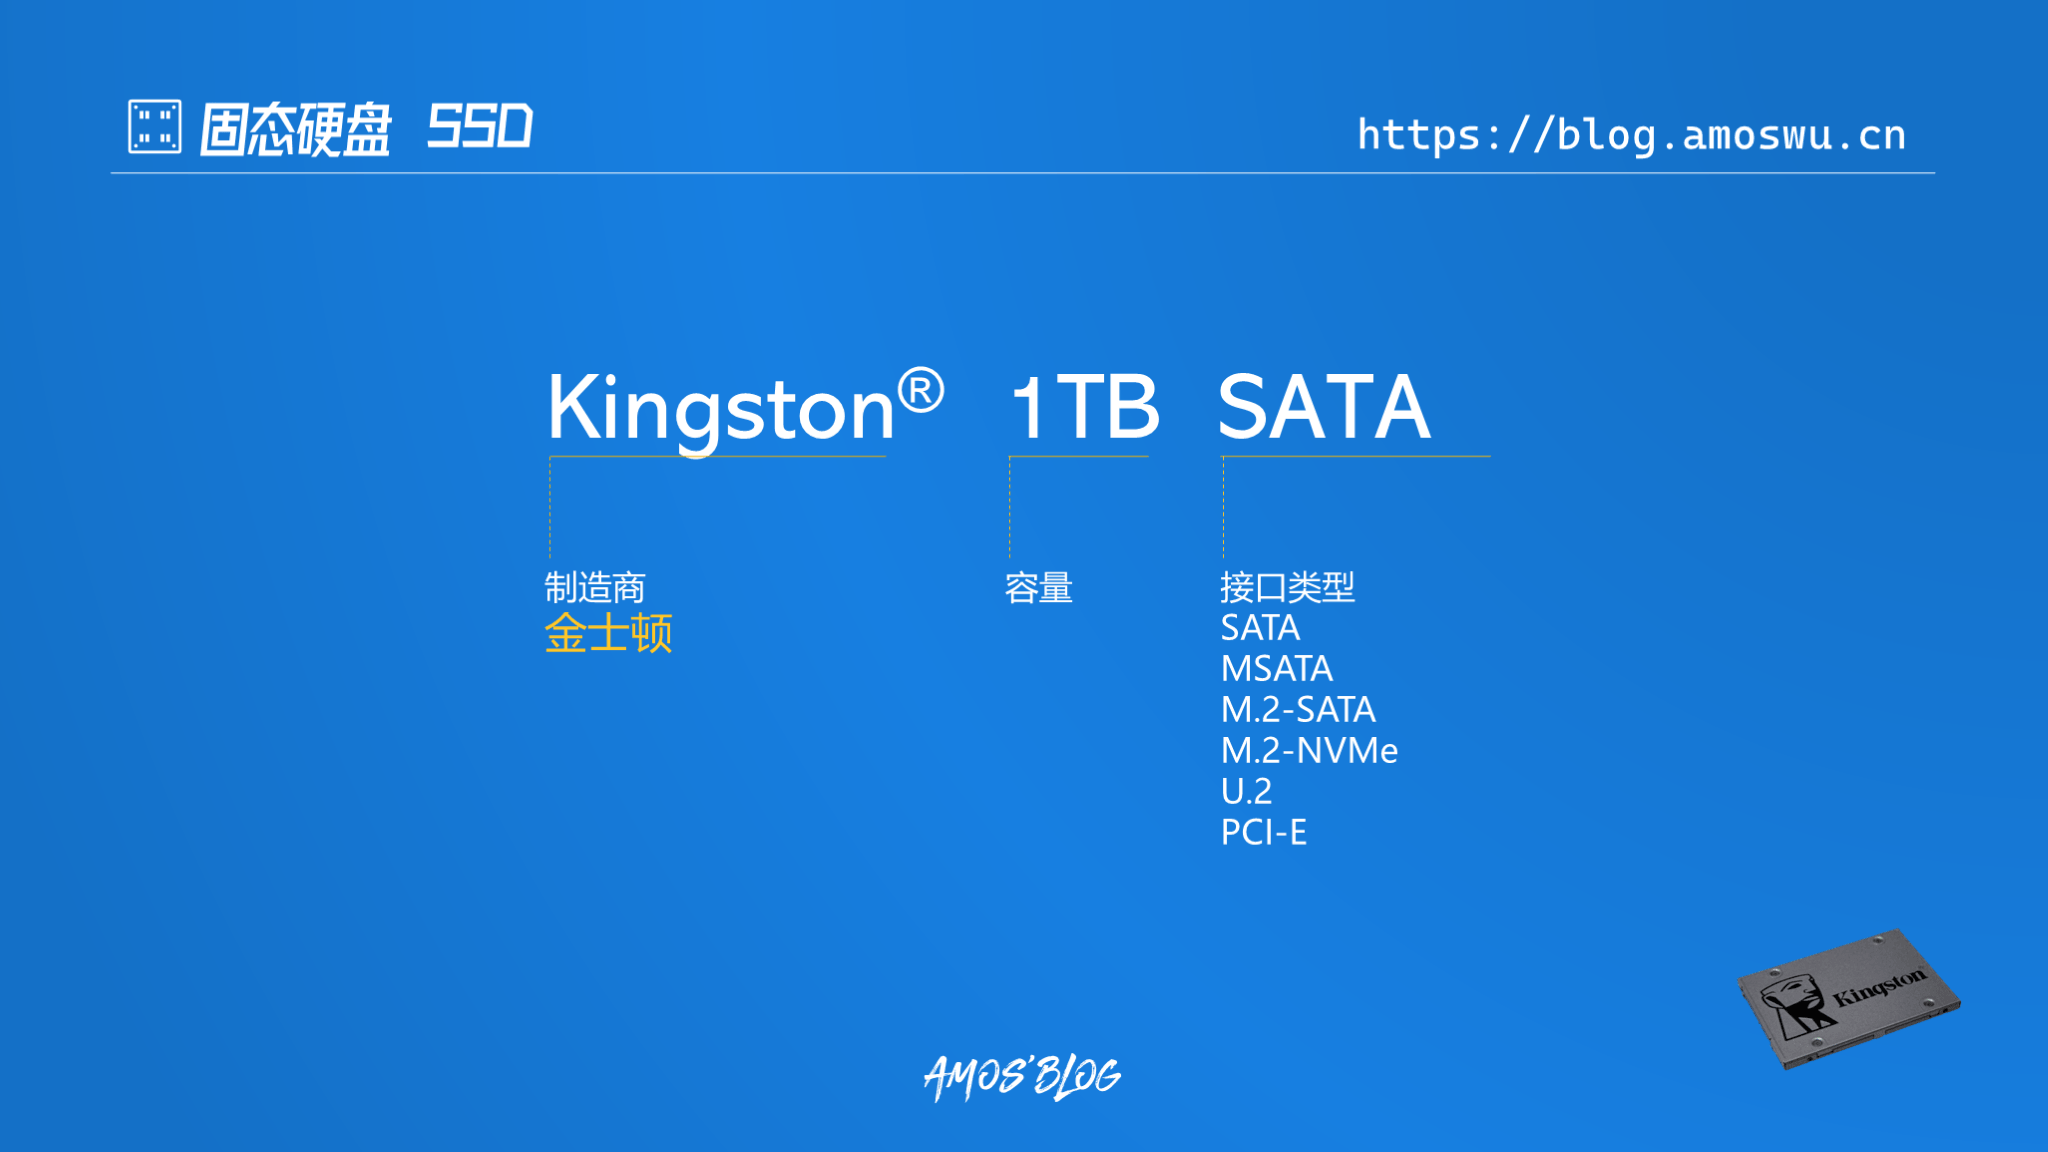 固态硬盘 SSD
https://blog.amoswu.cn
Kingston® 1TB SATA
制造商
金士顿
容量
接口类型
SATA
MSATA
M.2-SATA
M.2-NVMe
U.2
PCI-E
Kingston
AMOS'BLOG